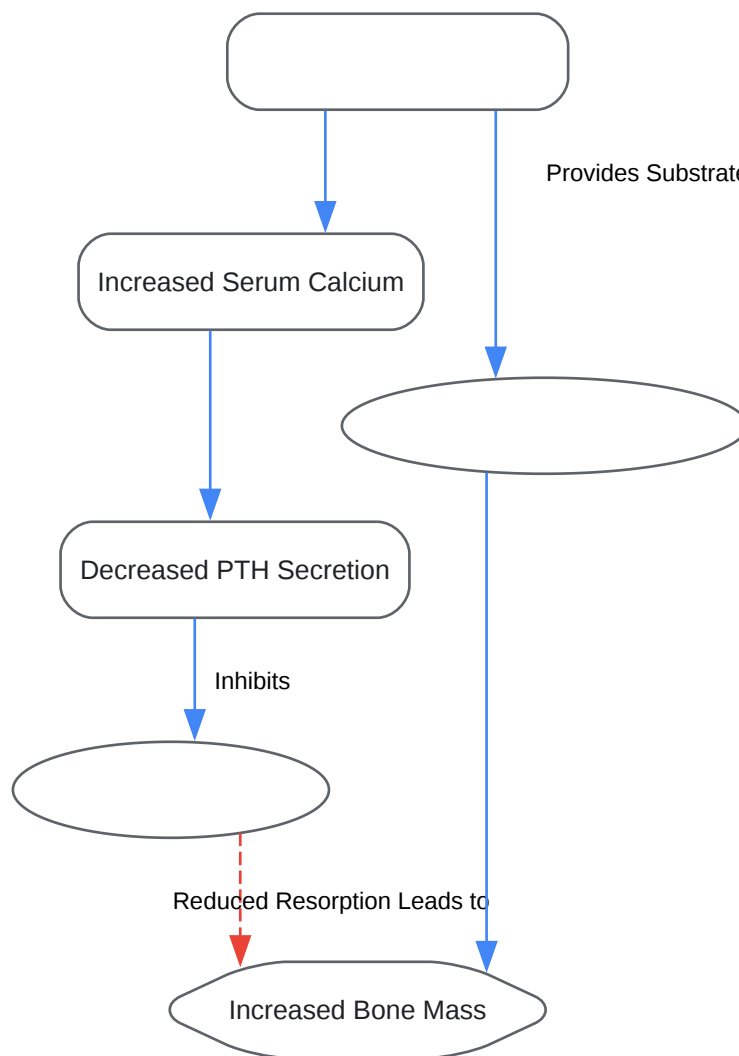 Provides Substrate
Increased Serum Calcium
Decreased PTH Secretion
Inhibits
Reduced Resorption Leads to
Increased Bone Mass